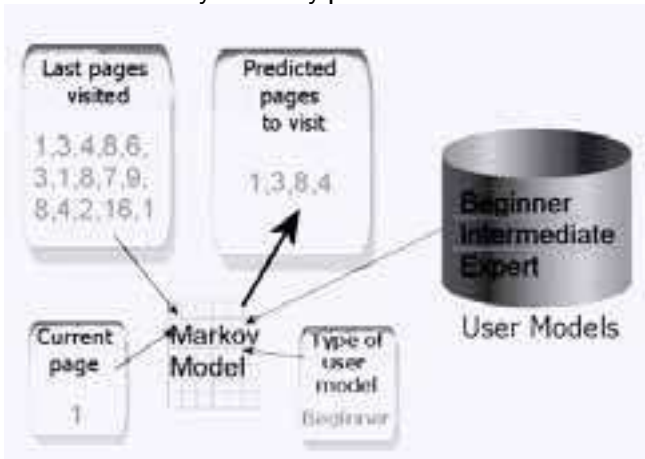 Last pages
visited
1,3,4,8,6,
3,1,8,7,9,
8,4,2,16,1
Predicted
pages
to visit
1,3,8,4
Beginner
Intermediate
Expert
User Models
Current
page
1
Markov
Model
Type of
user
model
Beginner